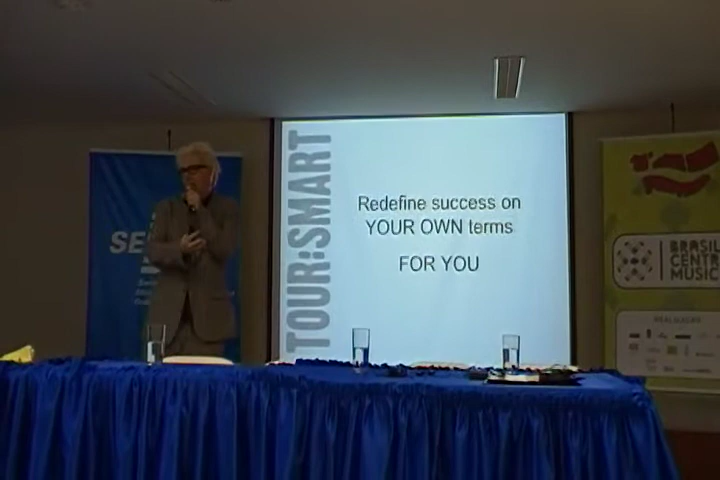 TOUR:SMART
Redefine success on
YOUR OWN terms
FOR YOU
SE
BRASIL
CENTR
MUSIC